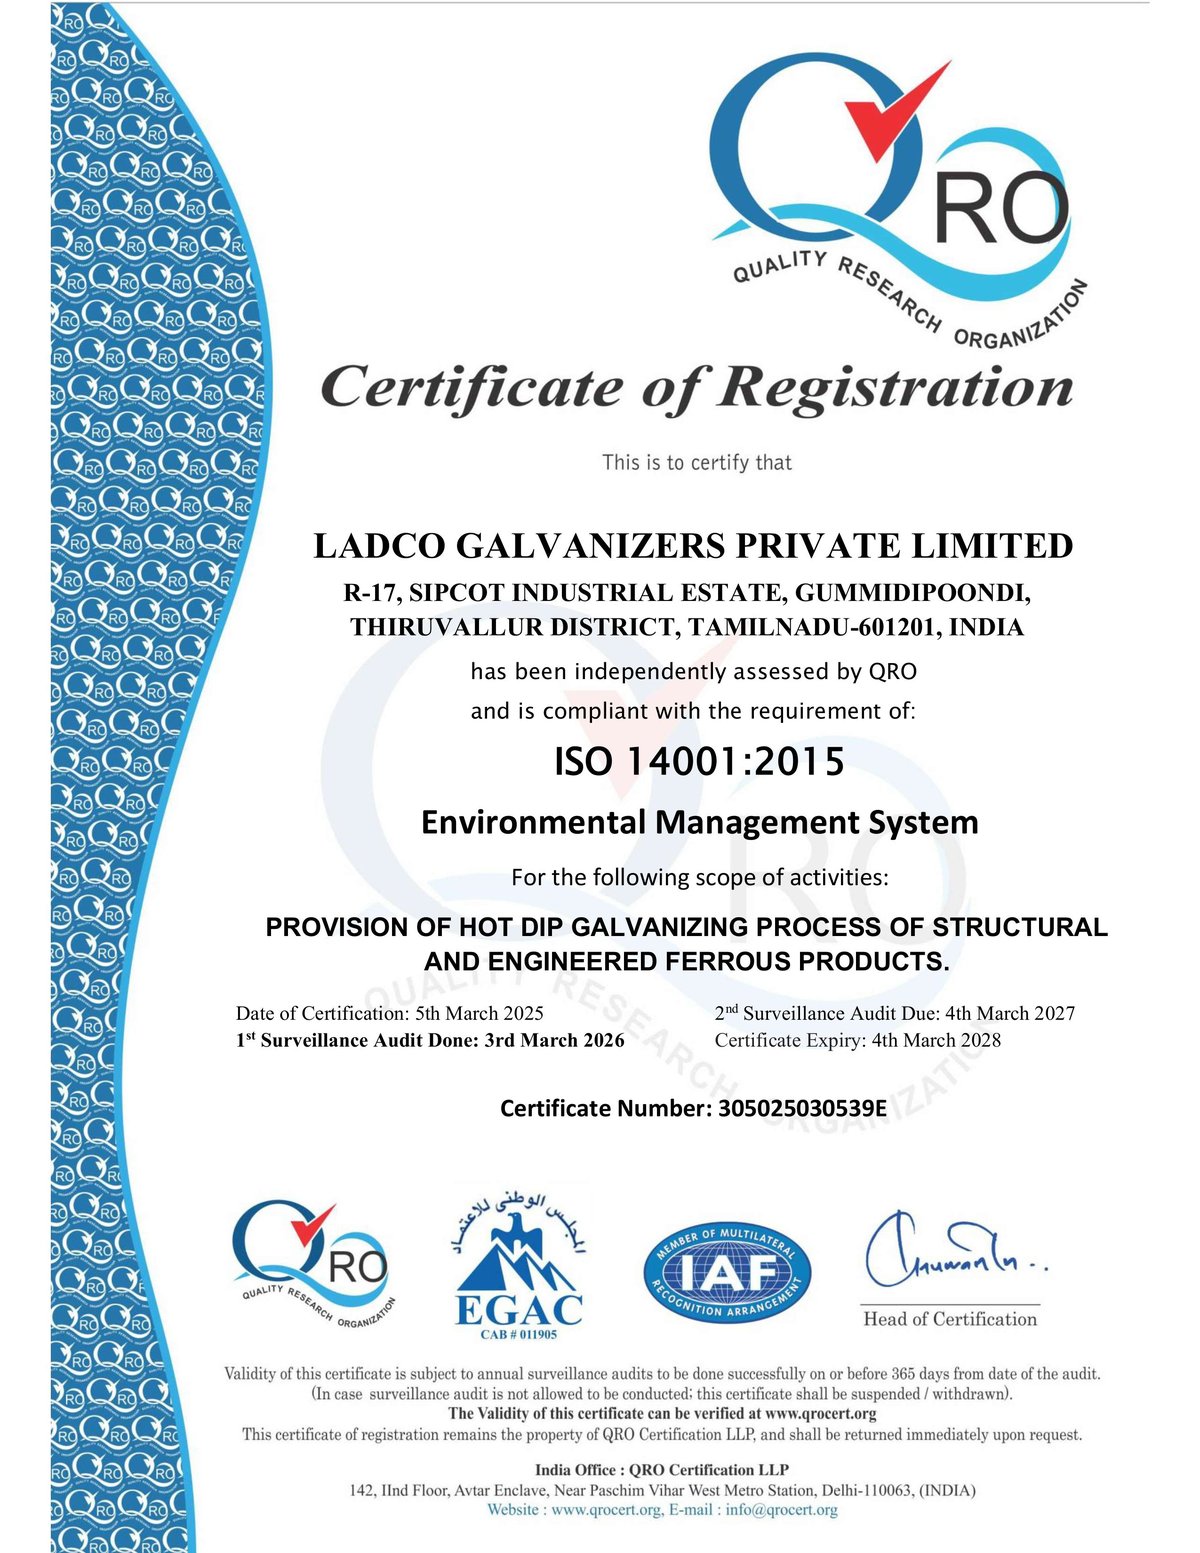 QRO
QUALITY RESEARCH ORGANIZATION
Certificate of Registration
This is to certify that
LADCO GALVANIZERS PRIVATE LIMITED
R-17, SIPCOT INDUSTRIAL ESTATE, GUMMIDIPOONDI,
THIRUVALLUR DISTRICT, TAMILNADU-601201, INDIA
has been independently assessed by QRO
and is compliant with the requirement of:
ISO 14001:2015
Environmental Management System
For the following scope of activities:
PROVISION OF HOT DIP GALVANIZING PROCESS OF STRUCTURAL
AND ENGINEERED FERROUS PRODUCTS.
Date of Certification: 5th March 2025
1st Surveillance Audit Done: 3rd March 2026
2nd Surveillance Audit Due: 4th March 2027
Certificate Expiry: 4th March 2028
Certificate Number: 305025030539E
QRO
QUALITY RESEARCH ORGANIZATION
المجلس الوطنى للاعتماد
EGAC
CAB # 011905
MEMBER OF MULTILATERAL
IAF
RECOGNITION ARRANGEMENT
Head of Certification
Validity of this certificate is subject to annual surveillance audits to be done successfully on or before 365 days from date of the audit.
(In case surveillance audit is not allowed to be conducted; this certificate shall be suspended / withdrawn).
The Validity of this certificate can be verified at www.qrocert.org
This certificate of registration remains the property of QRO Certification LLP, and shall be returned immediately upon request.
India Office : QRO Certification LLP
142, IInd Floor, Avtar Enclave, Near Paschim Vihar West Metro Station, Delhi-110063, (INDIA)
Website : www.qrocert.org, E-mail : info@qrocert.org